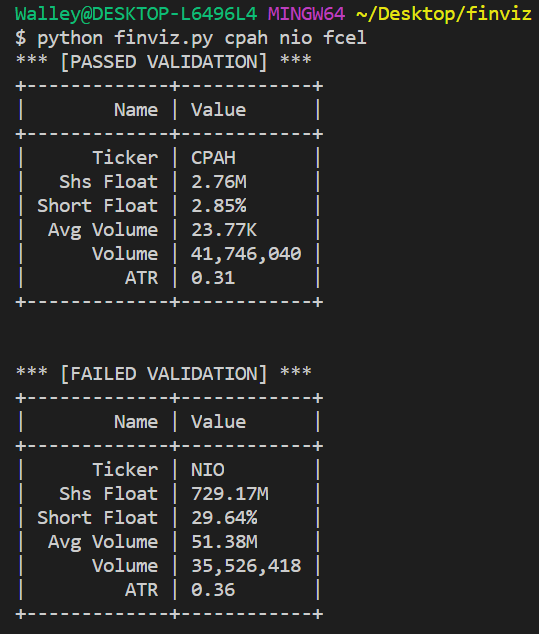 Walley@DESKTOP-L6496L4 MINGW64 ~/Desktop/finviz
$ python finviz.py cpah nio fcel
*** [PASSED VALIDATION] ***
+-------------+------------+
|        Name | Value      |
+-------------+------------+
|      Ticker | CPAH       |
|   Shs Float | 2.76M      |
| Short Float | 2.85%      |
|  Avg Volume | 23.77K     |
|      Volume | 41,746,040 |
|         ATR | 0.31       |
+-------------+------------+
*** [FAILED VALIDATION] ***
+-------------+------------+
|        Name | Value      |
+-------------+------------+
|      Ticker | NIO        |
|   Shs Float | 729.17M    |
| Short Float | 29.64%     |
|  Avg Volume | 51.38M     |
|      Volume | 35,526,418 |
|         ATR | 0.36       |
+-------------+------------+